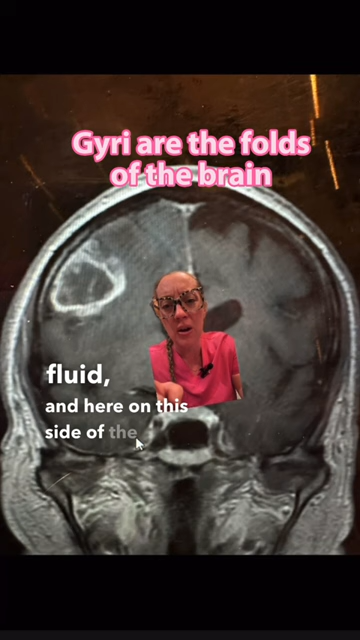 Gyri are the folds
of the brain
fluid,
and here on this
side of the